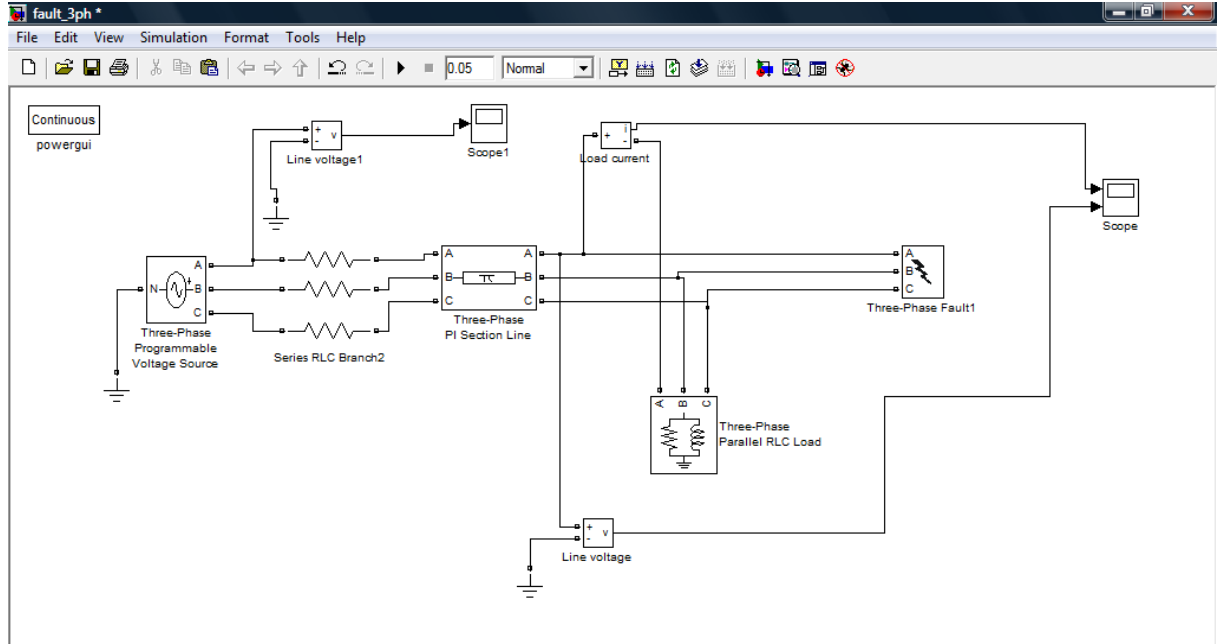 fault_3ph *
File Edit View Simulation Format Tools Help
0.05 Normal
Continuous
powergui
+ - v
Line voltage1
Scope1
+ i -
Load current
Scope
N A B C
Three-Phase
Programmable
Voltage Source
Series RLC Branch2
A A
B B
C C
Three-Phase
PI Section Line
A
B
C
Three-Phase Fault1
A B C
Three-Phase
Parallel RLC Load
+ - v
Line voltage